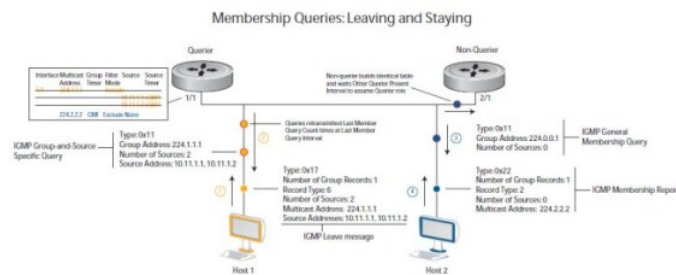 Membership Queries: Leaving and Staying
Querier
Non-Querier
Interface Multicast Group Filter Source Source
Address Timer Mode Timer
224.2.2.2 GMI Exclude None
1/1
2/1
Non-querier builds identical table
and waits Other Querier Present
Interval to assume Querier role
Queries retransmitted Last Member
Query Count times at Last Member
Query Interval
2
3
IGMP Group-and-Source
Specific Query
Type:0x11
Group Address 224.1.1.1
Number of Sources: 2
Source Address: 10.11.1.1, 10.11.1.2
Type:0x11
Group Address: 224.0.0.1
Number of Sources: 0
IGMP General
Membership Query
1
Type:0x17
Number of Group Records: 1
Record Type: 6
Number of Sources: 2
Multicast Address: 224.1.1.1
Source Addresses: 10.11.1.1, 10.11.1.2
IGMP Leave message
4
Type:0x22
Number of Group Records: 1
Record Type: 2
Number of Sources: 0
Multicast Address: 224.2.2.2
IGMP Membership Repor
Host 1
Host 2